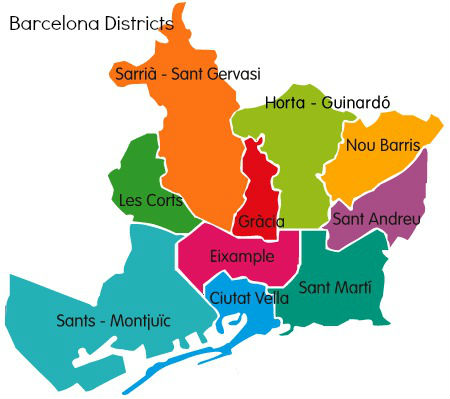 Barcelona Districts
Sarrià - Sant Gervasi
Horta - Guinardó
Nou Barris
Les Corts
Gràcia
Sant Andreu
Eixample
Sant Martí
Ciutat Vella
Sants - Montjuïc